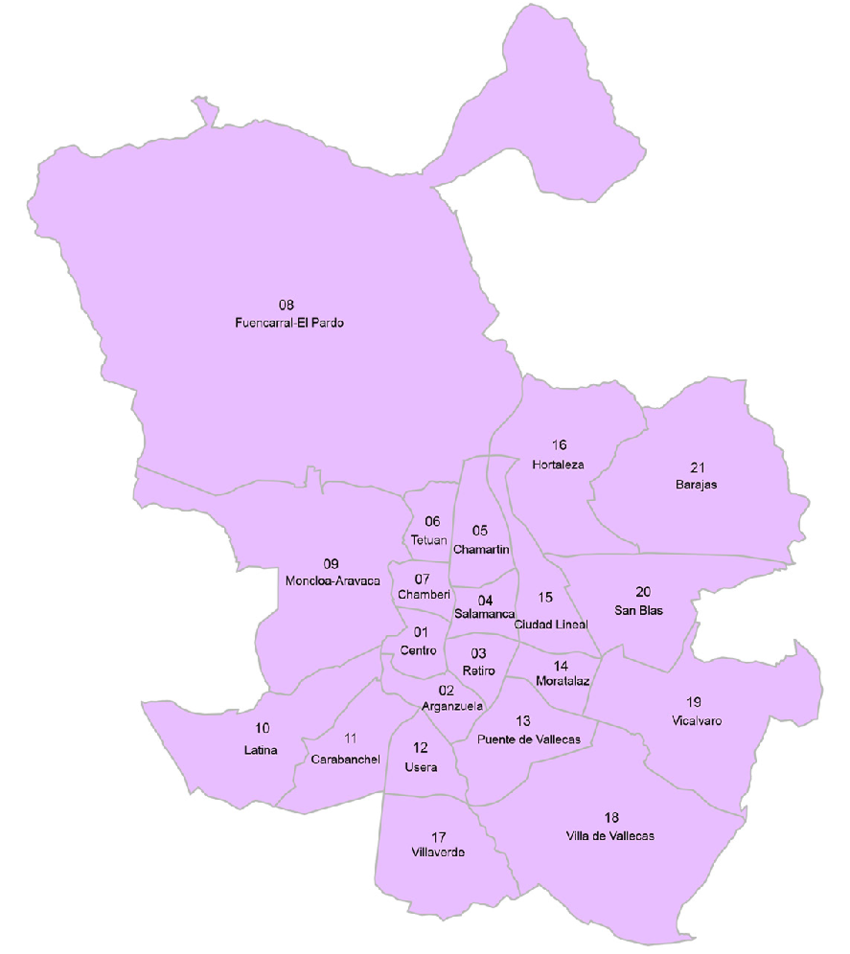 08
Fuencarral-El Pardo
16
Hortaleza
21
Barajas
06
Tetuan
05
Chamartin
09
Moncloa-Aravaca
07
Chamberi
04
Salamanca
15
Ciudad Lineal
20
San Blas
01
Centro
03
Retiro
14
Moratalaz
02
Arganzuela
19
Vicalvaro
10
Latina
11
Carabanchel
12
Usera
13
Puente de Vallecas
18
Villa de Vallecas
17
Villaverde